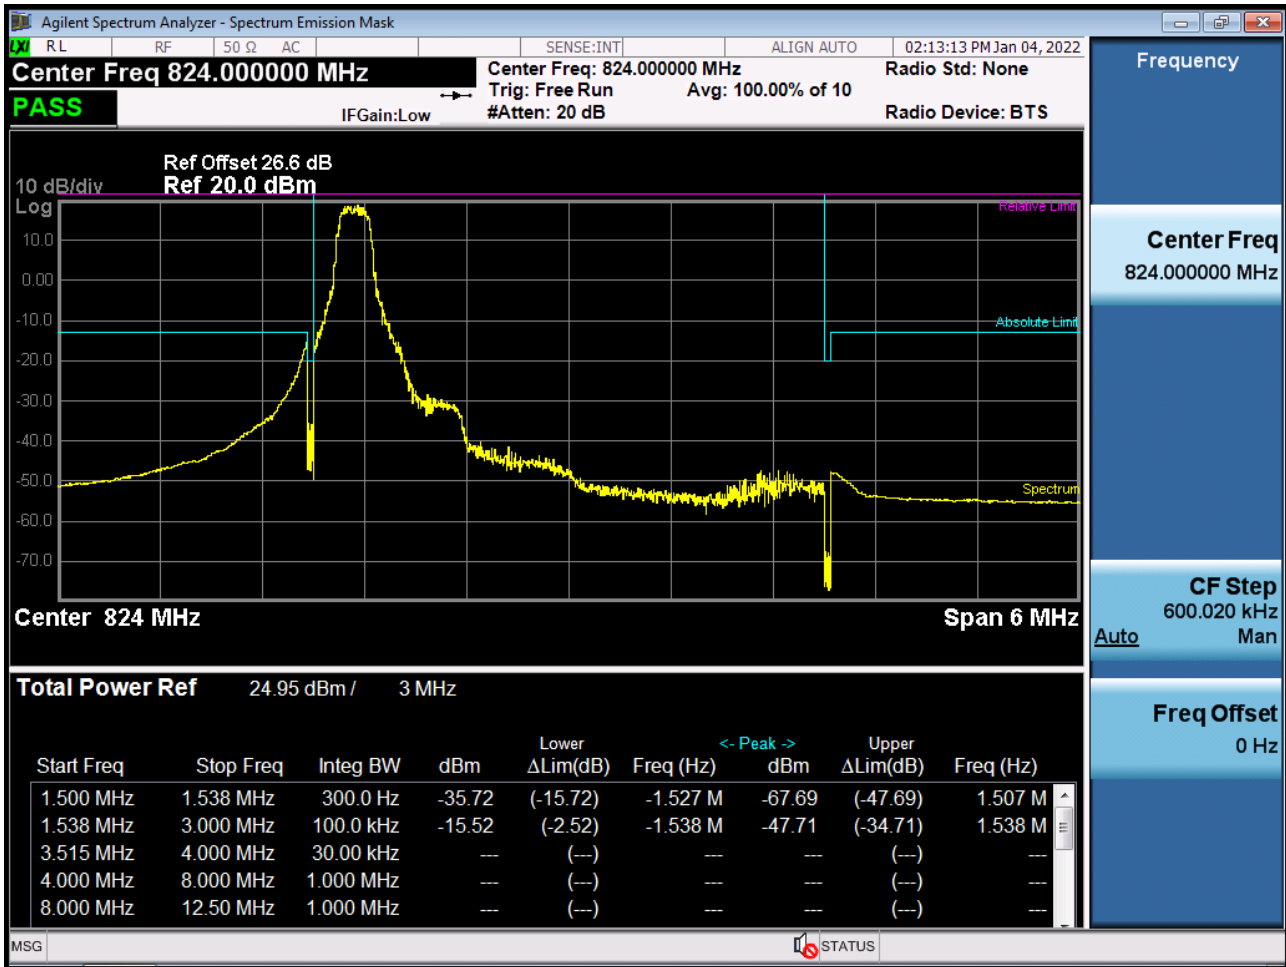 Agilent Spectrum Analyzer - Spectrum Emission Mask
LXI RL RF 50 Ω AC SENSE:INT ALIGN AUTO 02:13:13 PM Jan 04, 2022
Center Freq 824.000000 MHz
Center Freq: 824.000000 MHz Radio Std: None
Trig: Free Run Avg: 100.00% of 10
PASS
IFGain:Low #Atten: 20 dB Radio Device: BTS
Ref Offset 26.6 dB
10 dB/div Ref 20.0 dBm
Log
Relative Limit
10.0
0.00
-10.0
Absolute Limit
-20.0
-30.0
-40.0
-50.0
Spectrum
-60.0
-70.0
Center 824 MHz Span 6 MHz
Total Power Ref 24.95 dBm / 3 MHz
Lower <- Peak -> Upper
Start Freq Stop Freq Integ BW dBm ΔLim(dB) Freq (Hz) dBm ΔLim(dB) Freq (Hz)
1.500 MHz 1.538 MHz 300.0 Hz -35.72 (-15.72) -1.527 M -67.69 (-47.69) 1.507 M
1.538 MHz 3.000 MHz 100.0 kHz -15.52 (-2.52) -1.538 M -47.71 (-34.71) 1.538 M
3.515 MHz 4.000 MHz 30.00 kHz --- (---) --- --- (---) ---
4.000 MHz 8.000 MHz 1.000 MHz --- (---) --- --- (---) ---
8.000 MHz 12.50 MHz 1.000 MHz --- (---) --- --- (---) ---
MSG STATUS
Frequency
Center Freq
824.000000 MHz
CF Step
600.020 kHz
Auto Man
Freq Offset
0 Hz